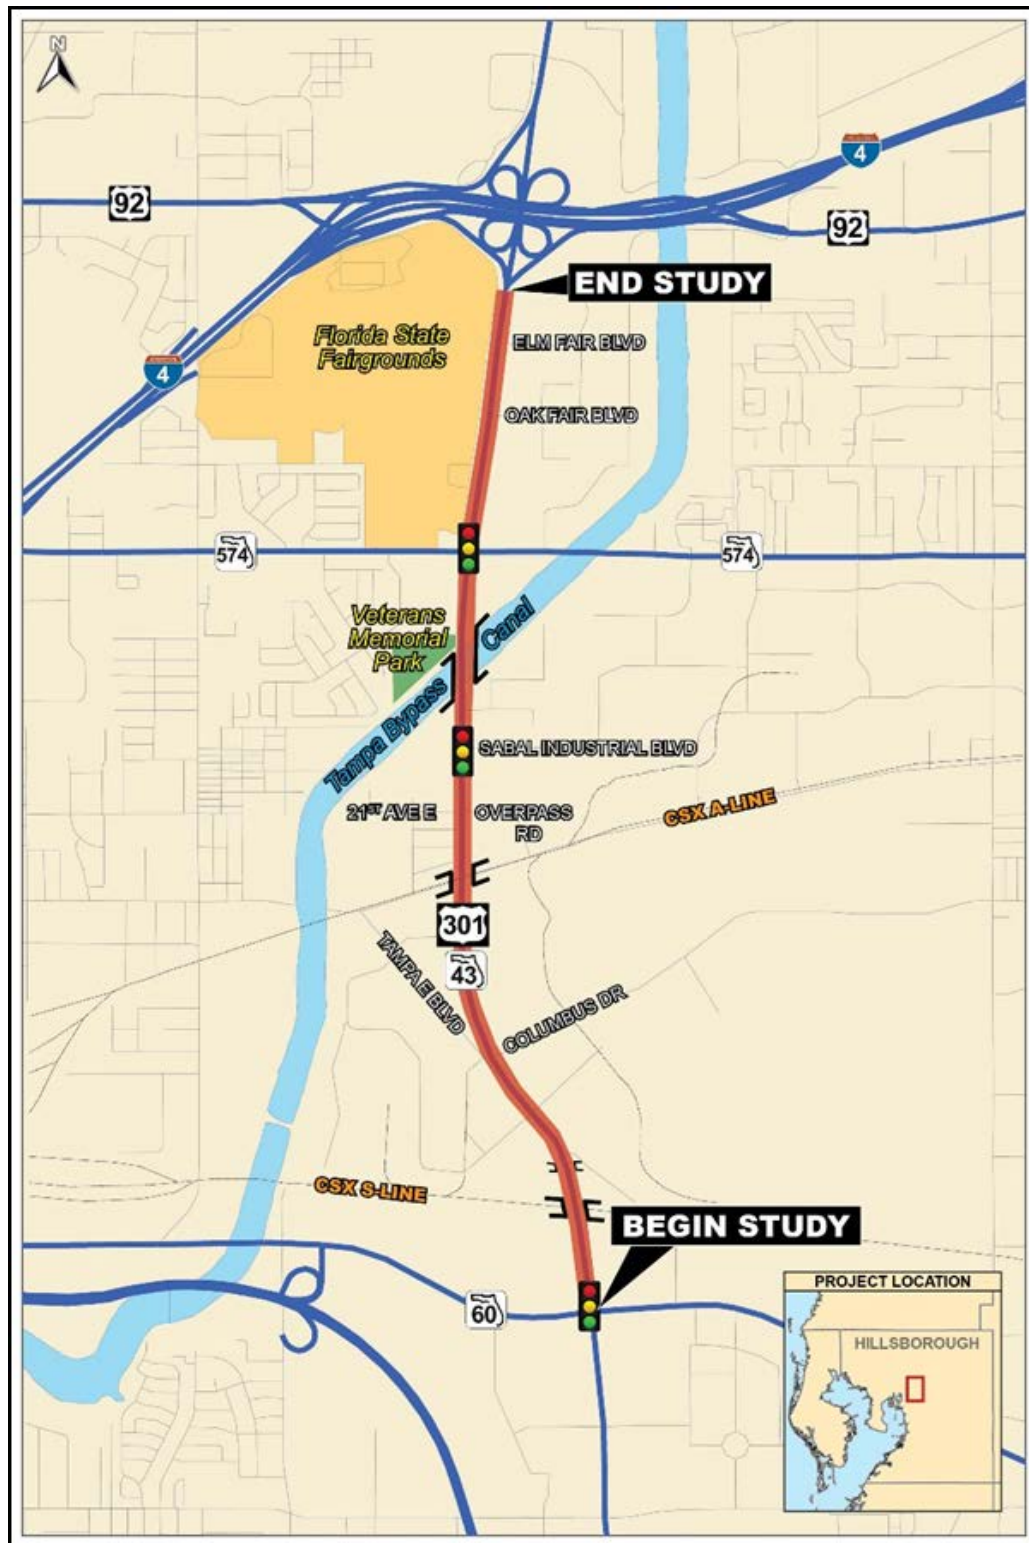 N
4
92
92
END STUDY
Florida State
Fairgrounds
ELM FAIR BLVD
4
OAK FAIR BLVD
574
574
Veterans
Memorial
Park
Canal
Tampa Bypass
SABAL INDUSTRIAL BLVD
21ST AVE E
OVERPASS
RD
CSX A-LINE
301
43
TAMPA E BLVD
COLUMBUS DR
CSX S-LINE
BEGIN STUDY
60
PROJECT LOCATION
HILLSBOROUGH